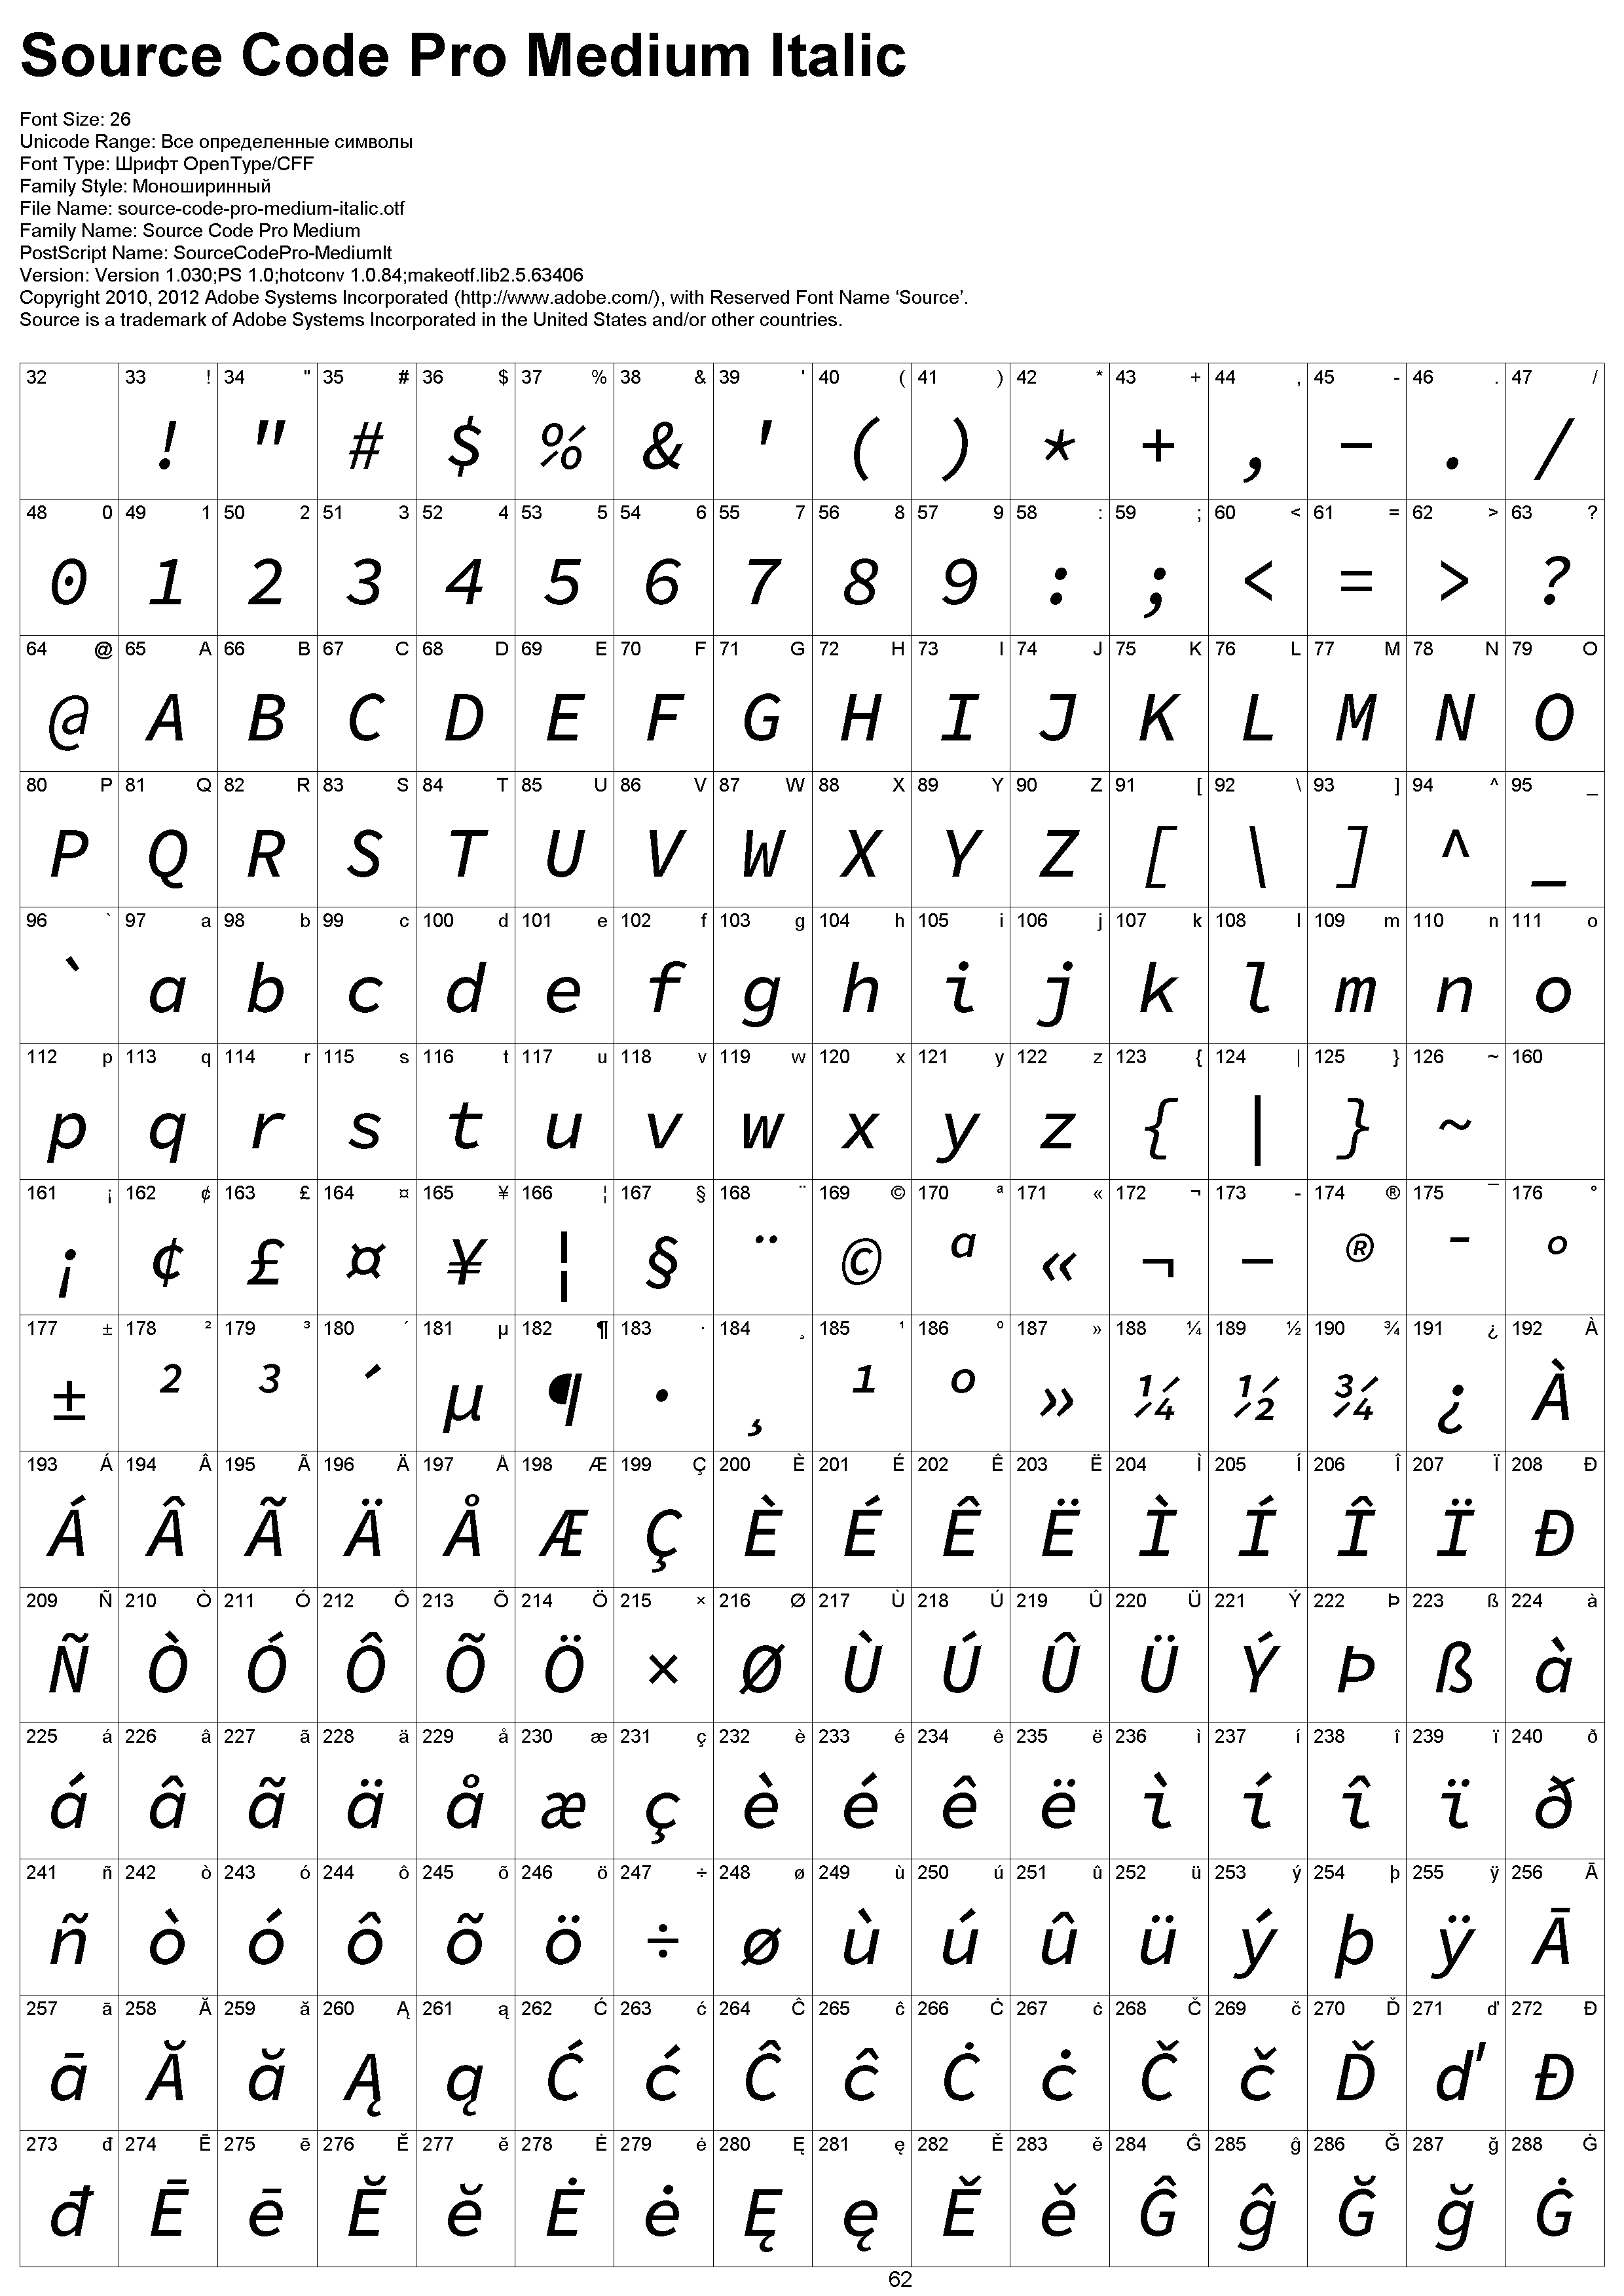 Source Code Pro Medium Italic
Font Size: 26
Unicode Range: Все определенные символы
Font Type: Шрифт OpenType/CFF
Family Style: Моноширинный
File Name: source-code-pro-medium-italic.otf
Family Name: Source Code Pro Medium
PostScript Name: SourceCodePro-MediumIt
Version: Version 1.030;PS 1.0;hotconv 1.0.84;makeotf.lib2.5.63406
Copyright 2010, 2012 Adobe Systems Incorporated (http://www.adobe.com/), with Reserved Font Name ‘Source’.
Source is a trademark of Adobe Systems Incorporated in the United States and/or other countries.
32 33 ! 34 " 35 # 36 $ 37 % 38 & 39 ' 40 ( 41 ) 42 * 43 + 44 , 45 - 46 . 47 /
! " # $ % & ' ( ) * + , - . /
48 0 49 1 50 2 51 3 52 4 53 5 54 6 55 7 56 8 57 9 58 : 59 ; 60 < 61 = 62 > 63 ?
0 1 2 3 4 5 6 7 8 9 : ; < = > ?
64 @ 65 A 66 B 67 C 68 D 69 E 70 F 71 G 72 H 73 I 74 J 75 K 76 L 77 M 78 N 79 O
@ A B C D E F G H I J K L M N O
80 P 81 Q 82 R 83 S 84 T 85 U 86 V 87 W 88 X 89 Y 90 Z 91 [ 92 \ 93 ] 94 ^ 95 _
P Q R S T U V W X Y Z [ \ ] ^ _
96 ` 97 a 98 b 99 c 100 d 101 e 102 f 103 g 104 h 105 i 106 j 107 k 108 l 109 m 110 n 111 o
` a b c d e f g h i j k l m n o
112 p 113 q 114 r 115 s 116 t 117 u 118 v 119 w 120 x 121 y 122 z 123 { 124 | 125 } 126 ~ 160
p q r s t u v w x y z { | } ~
161 ¡ 162 ¢ 163 £ 164 ¤ 165 ¥ 166 ¦ 167 § 168 ¨ 169 © 170 ª 171 « 172 ¬ 173 - 174 ® 175 ¯ 176 °
¡ ¢ £ ¤ ¥ ¦ § ¨ © ª « ¬ - ® ¯ °
177 ± 178 ² 179 ³ 180 ´ 181 µ 182 ¶ 183 · 184 ¸ 185 ¹ 186 º 187 » 188 ¼ 189 ½ 190 ¾ 191 ¿ 192 À
± ² ³ ´ µ ¶ · ¸ ¹ º » ¼ ½ ¾ ¿ À
193 Á 194 Â 195 Ã 196 Ä 197 Å 198 Æ 199 Ç 200 È 201 É 202 Ê 203 Ë 204 Ì 205 Í 206 Î 207 Ï 208 Ð
Á Â Ã Ä Å Æ Ç È É Ê Ë Ì Í Î Ï Ð
209 Ñ 210 Ò 211 Ó 212 Ô 213 Õ 214 Ö 215 × 216 Ø 217 Ù 218 Ú 219 Û 220 Ü 221 Ý 222 Þ 223 ß 224 à
Ñ Ò Ó Ô Õ Ö × Ø Ù Ú Û Ü Ý Þ ß à
225 á 226 â 227 ã 228 ä 229 å 230 æ 231 ç 232 è 233 é 234 ê 235 ë 236 ì 237 í 238 î 239 ï 240 ð
á â ã ä å æ ç è é ê ë ì í î ï ð
241 ñ 242 ò 243 ó 244 ô 245 õ 246 ö 247 ÷ 248 ø 249 ù 250 ú 251 û 252 ü 253 ý 254 þ 255 ÿ 256 Ā
ñ ò ó ô õ ö ÷ ø ù ú û ü ý þ ÿ Ā
257 ā 258 Ă 259 ă 260 Ą 261 ą 262 Ć 263 ć 264 Ĉ 265 ĉ 266 Ċ 267 ċ 268 Č 269 č 270 Ď 271 ď 272 Đ
ā Ă ă Ą ą Ć ć Ĉ ĉ Ċ ċ Č č Ď ď Đ
273 đ 274 Ē 275 ē 276 Ĕ 277 ĕ 278 Ė 279 ė 280 Ę 281 ę 282 Ě 283 ě 284 Ĝ 285 ĝ 286 Ğ 287 ğ 288 Ġ
đ Ē ē Ĕ ĕ Ė ė Ę ę Ě ě Ĝ ĝ Ğ ğ Ġ
62